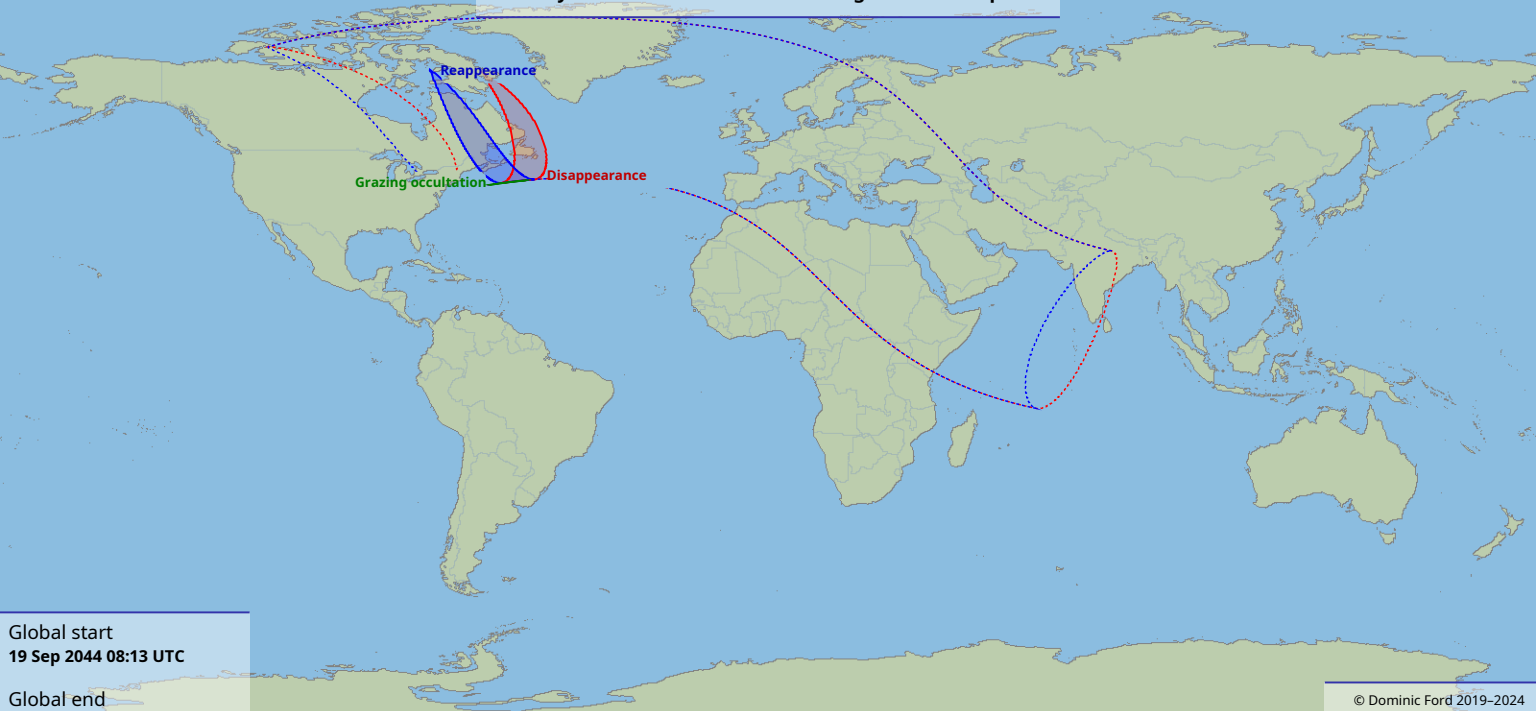 Reappearance
Disappearance
Grazing occultation
Global start
19 Sep 2044 08:13 UTC
Global end
© Dominic Ford 2019–2024